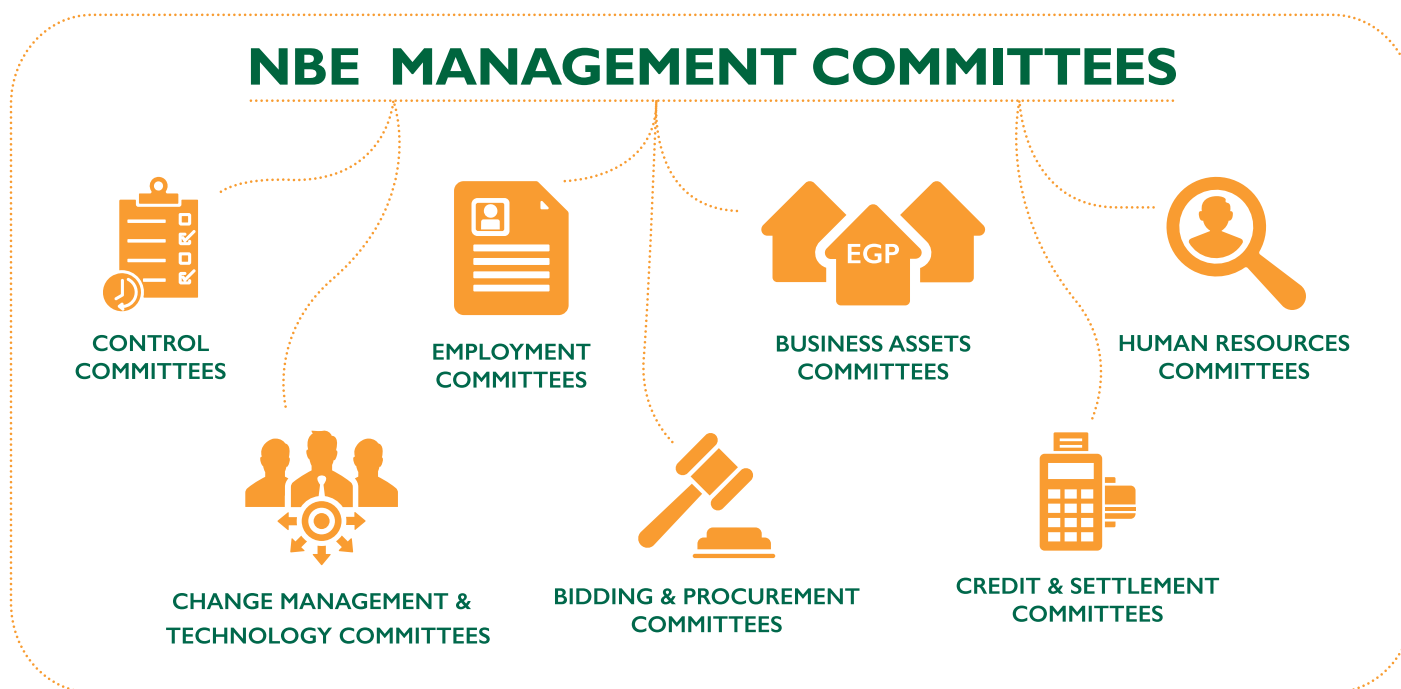 NBE MANAGEMENT COMMITTEES
CONTROL
COMMITTEES
EMPLOYMENT
COMMITTEES
EGP
BUSINESS ASSETS
COMMITTEES
HUMAN RESOURCES
COMMITTEES
CHANGE MANAGEMENT &
TECHNOLOGY COMMITTEES
BIDDING & PROCUREMENT
COMMITTEES
CREDIT & SETTLEMENT
COMMITTEES